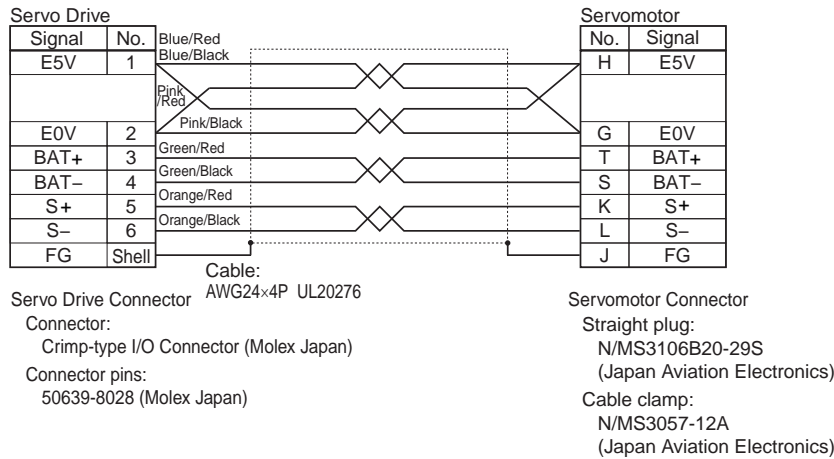 Servo Drive
Servomotor
Signal No.
No. Signal
Blue/Red
Blue/Black
E5V 1
H E5V
Pink
/Red
Pink/Black
E0V 2
G E0V
Green/Red
BAT+ 3
T BAT+
Green/Black
BAT− 4
S BAT−
Orange/Red
S+ 5
K S+
Orange/Black
S− 6
L S−
FG Shell
J FG
Cable:
AWG24×4P UL20276
Servo Drive Connector
Connector:
Crimp-type I/O Connector (Molex Japan)
Connector pins:
50639-8028 (Molex Japan)
Servomotor Connector
Straight plug:
N/MS3106B20-29S
(Japan Aviation Electronics)
Cable clamp:
N/MS3057-12A
(Japan Aviation Electronics)